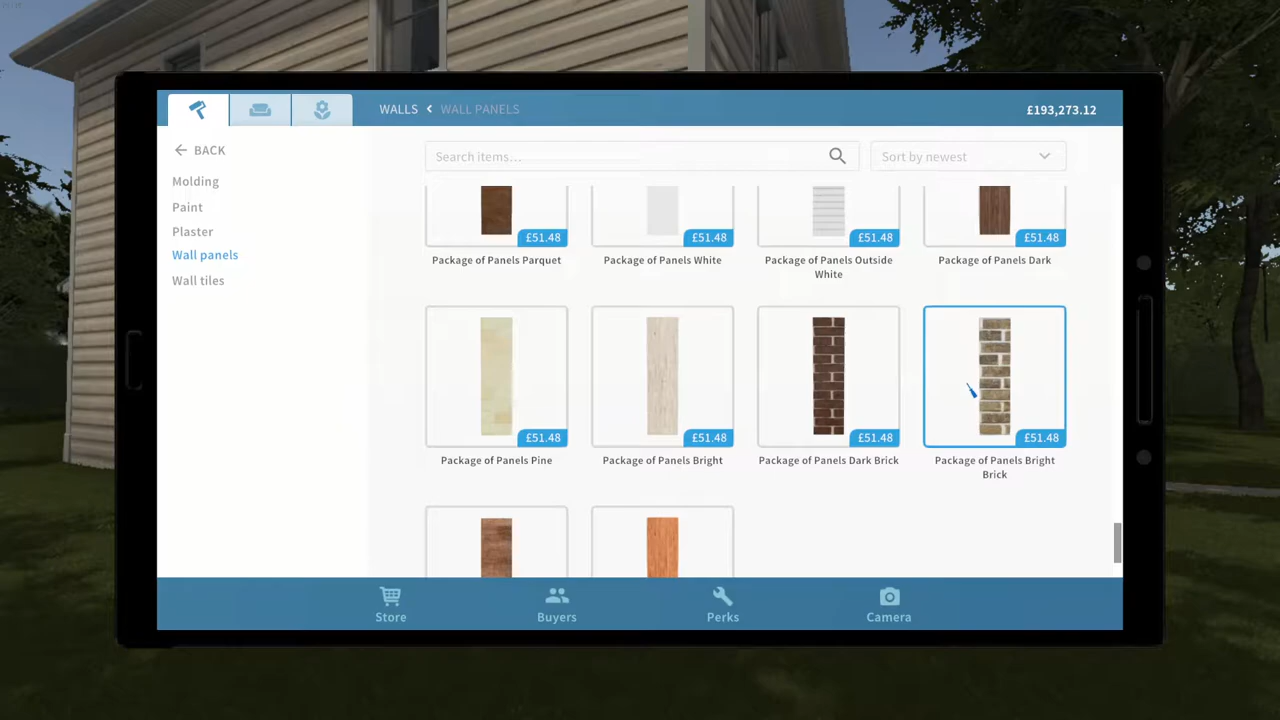 WALLS < WALL PANELS
£193,273.12
BACK
Search items...
Sort by newest
Molding
Paint
Plaster
Wall panels
Wall tiles
£51.48
£51.48
£51.48
£51.48
Package of Panels Parquet
Package of Panels White
Package of Panels Outside
White
Package of Panels Dark
£51.48
£51.48
£51.48
£51.48
Package of Panels Pine
Package of Panels Bright
Package of Panels Dark Brick
Package of Panels Bright
Brick
Store
Buyers
Perks
Camera